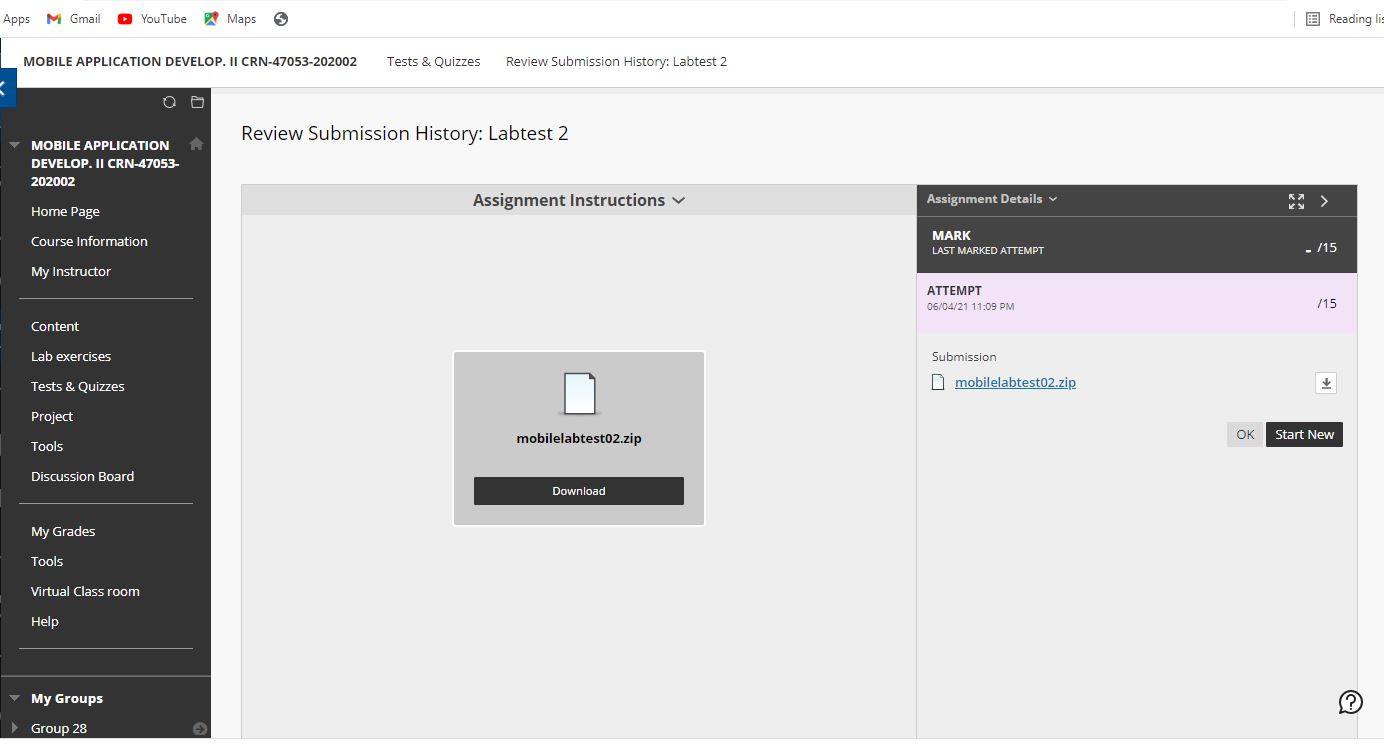 Apps Gmail YouTube Maps Reading lis
MOBILE APPLICATION DEVELOP. II CRN-47053-202002 Tests & Quizzes Review Submission History: Labtest 2
MOBILE APPLICATION
DEVELOP. II CRN-47053-
202002
Home Page
Course Information
My Instructor
Content
Lab exercises
Tests & Quizzes
Project
Tools
Discussion Board
My Grades
Tools
Virtual Class room
Help
My Groups
Group 28
Review Submission History: Labtest 2
Assignment Instructions
mobilelabtest02.zip
Download
Assignment Details
MARK
LAST MARKED ATTEMPT
- /15
ATTEMPT
06/04/21 11:09 PM
/15
Submission
mobilelabtest02.zip
OK Start New